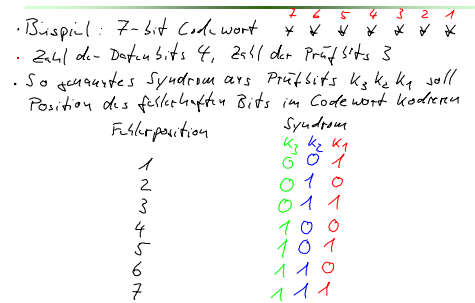 7 6 5 4 3 2 1
• Beispiel: 7-bit Codewort x x x x x x x
• Zahl der Datenbits 4, Zahl der Prüfbits 3
• So genanntes Syndrom aus Prüfbits K3 K2 K1 soll
Position des fehlerhaften Bits im Codewort kodieren
Fehlerposition Syndrom
K3 K2 K1
1 0 0 1
2 0 1 0
3 0 1 1
4 1 0 0
5 1 0 1
6 1 1 0
7 1 1 1